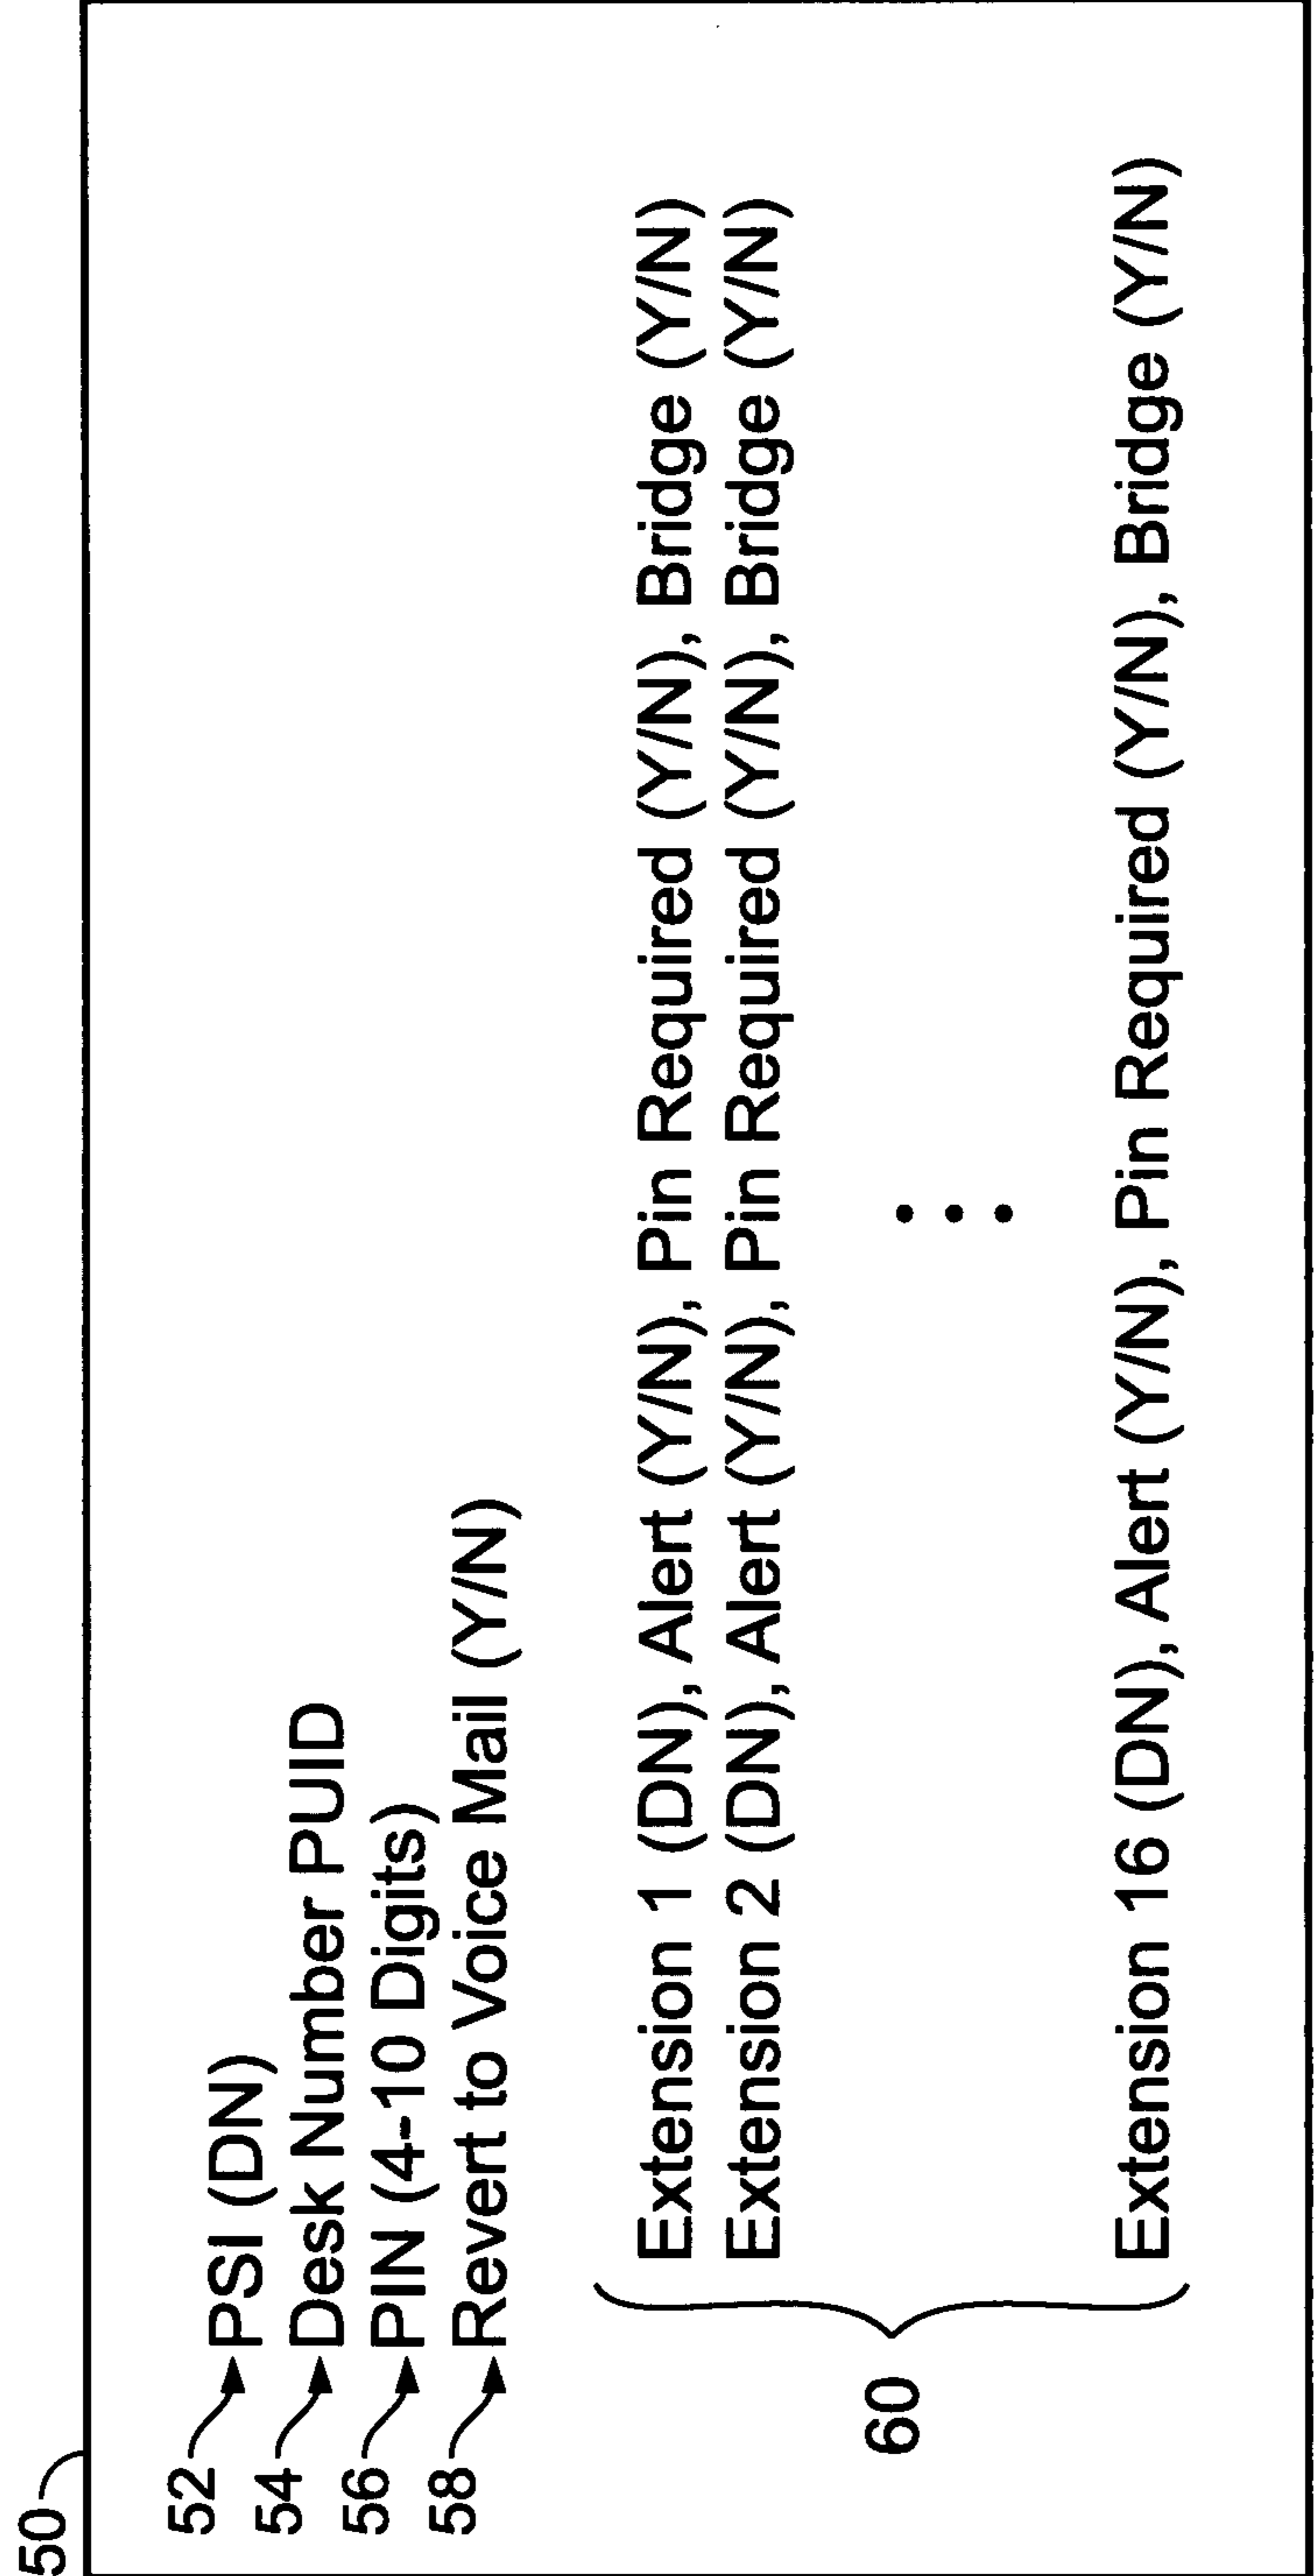 50
52 PSI (DN)
54 Desk Number PUID
56 PIN (4-10 Digits)
58 Revert to Voice Mail (Y/N)
60
Extension 1 (DN), Alert (Y/N), Pin Required (Y/N), Bridge (Y/N)
Extension 2 (DN), Alert (Y/N), Pin Required (Y/N), Bridge (Y/N)
Extension 16 (DN), Alert (Y/N), Pin Required (Y/N), Bridge (Y/N)